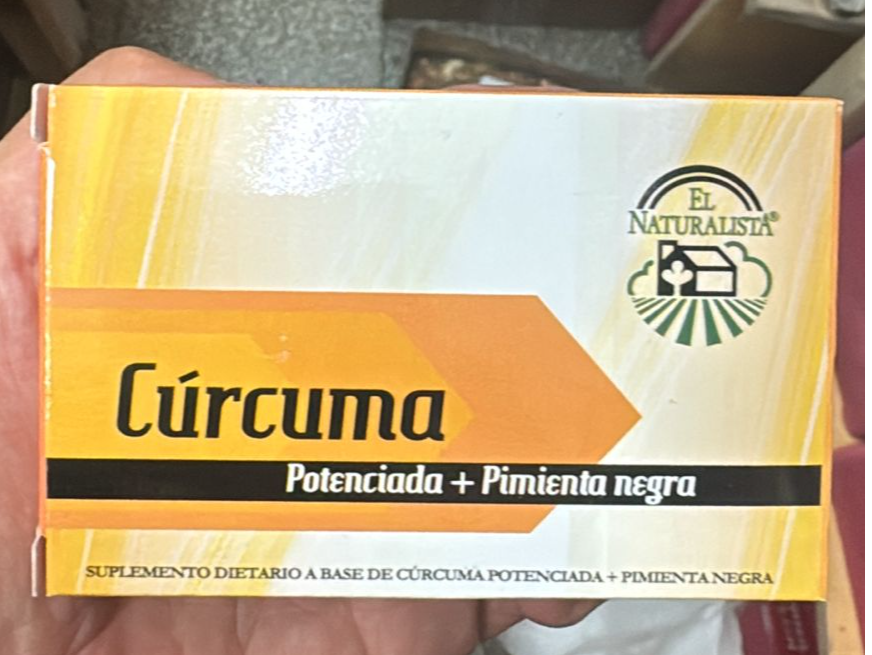 EL
NATURALISTA®
Cúrcuma
Potenciada + Pimienta negra
SUPLEMENTO DIETARIO A BASE DE CÚRCUMA POTENCIADA + PIMIENTA NEGRA